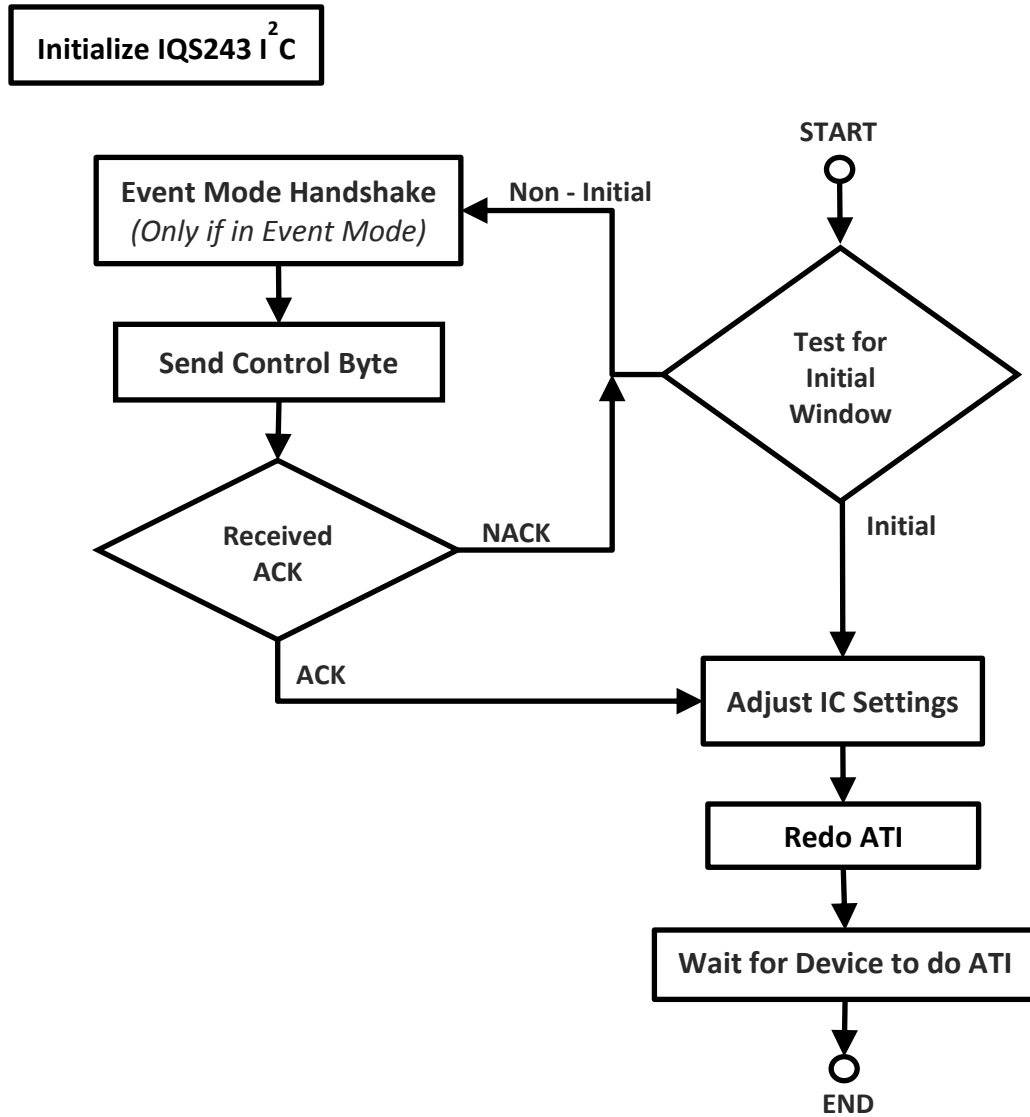 Initialize IQS243 I²C
START
Event Mode Handshake
(Only if in Event Mode)
Non - Initial
Send Control Byte
Test for
Initial
Window
Received
ACK
NACK
Initial
ACK
Adjust IC Settings
Redo ATI
Wait for Device to do ATI
END